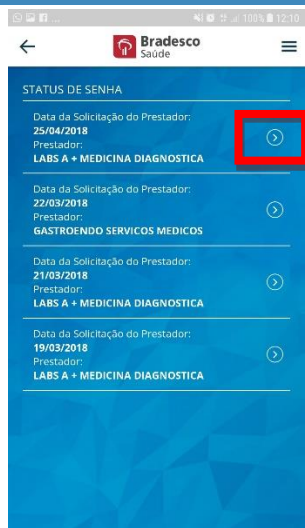 100% 12:10
Bradesco
Saúde
STATUS DE SENHA
Data da Solicitação do Prestador:
25/04/2018
Prestador:
LABS A + MEDICINA DIAGNOSTICA
Data da Solicitação do Prestador:
22/03/2018
Prestador:
GASTROENDO SERVICOS MEDICOS
Data da Solicitação do Prestador:
21/03/2018
Prestador:
LABS A + MEDICINA DIAGNOSTICA
Data da Solicitação do Prestador:
19/03/2018
Prestador:
LABS A + MEDICINA DIAGNOSTICA